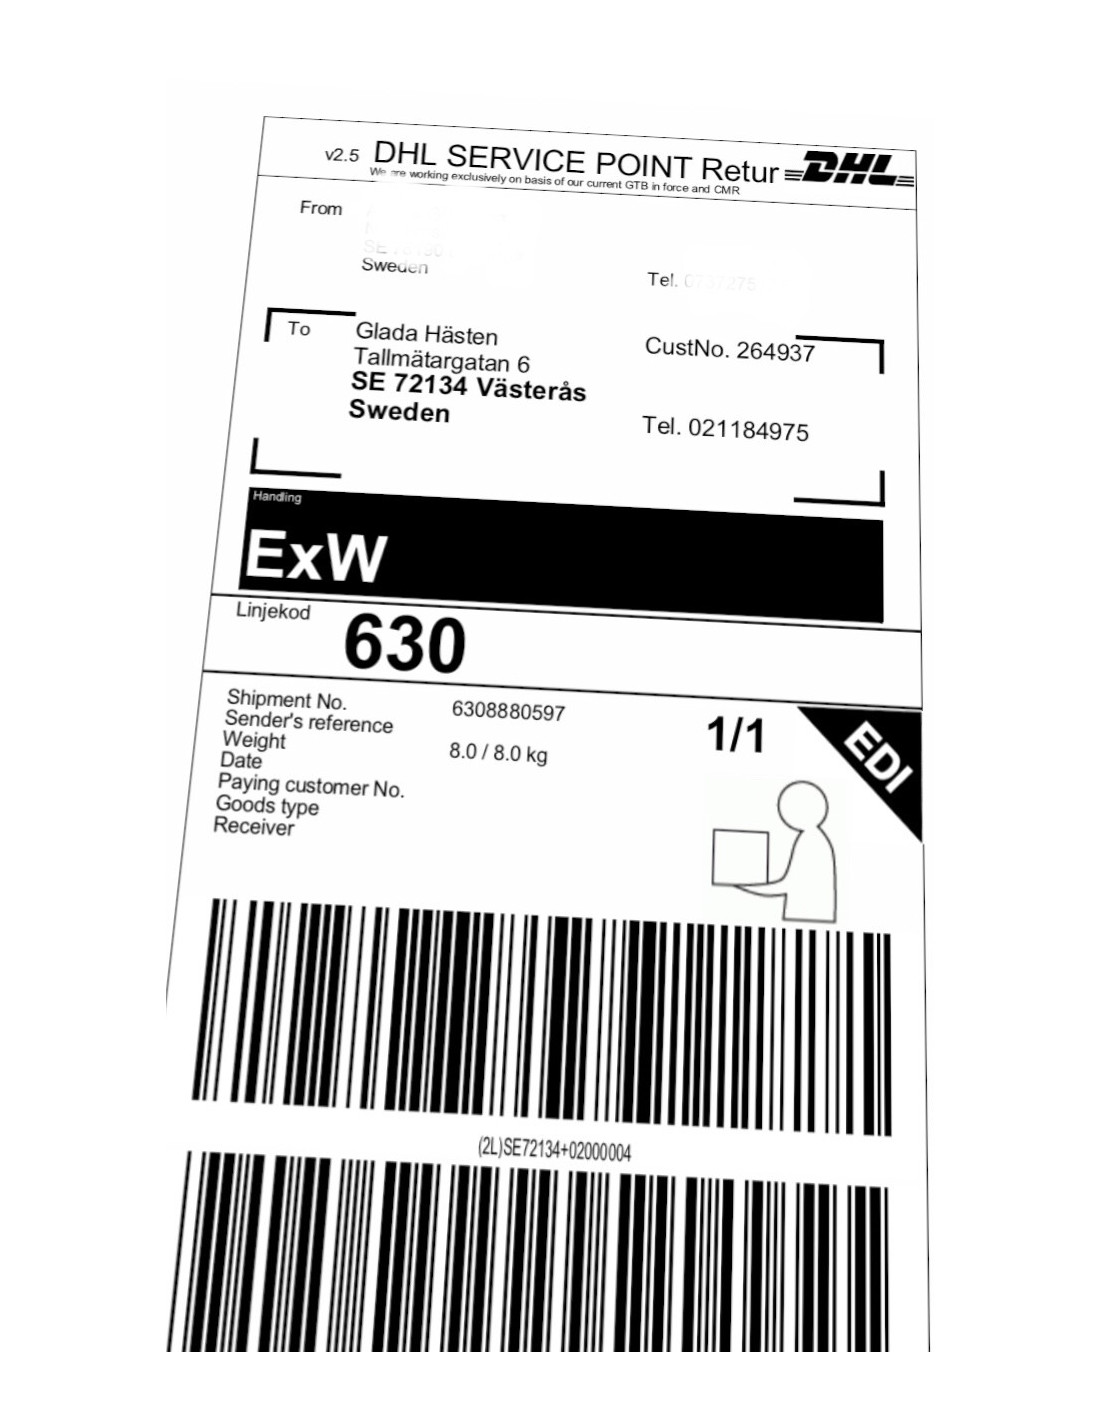 v2.5 DHL SERVICE POINT Retur DHL
We are working exclusively on basis of our current GTB in force and CMR
From
SE
Sweden
Tel.
To
Glada Hästen
Tallmätargatan 6
SE 72134 Västerås
Sweden
CustNo. 264937
Tel. 021184975
Handling
ExW
Linjekod
630
Shipment No. 6308880597
Sender's reference
Weight 8.0 / 8.0 kg
Date
Paying customer No.
Goods type
Receiver
1/1
EDI
(2L)SE72134+02000004